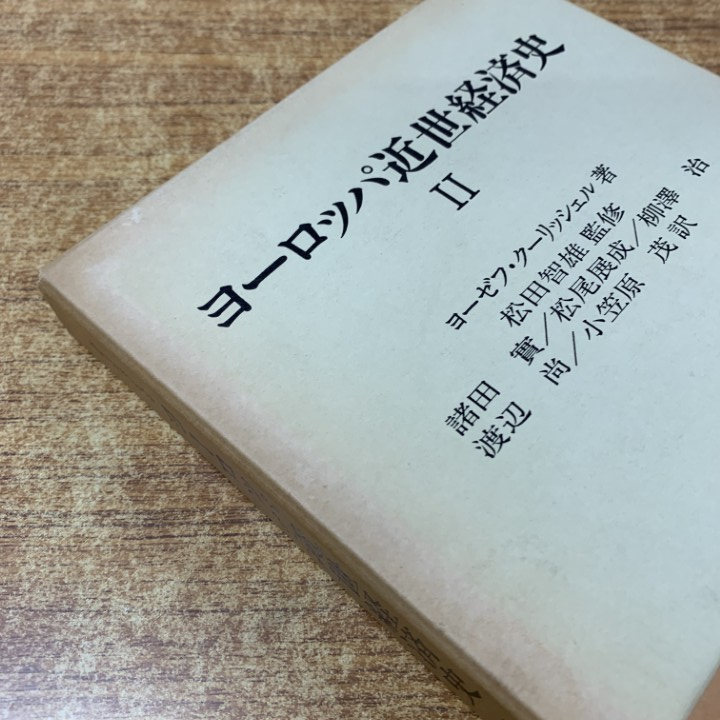 ヨーロッパ近世経済史
II
ヨーゼフ・クーリッシェル著
松田智雄監修
諸田 實/松尾展成/柳澤 治
渡辺 尚/小笠原 茂訳